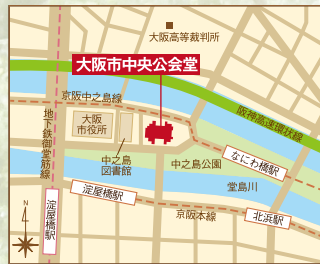 大阪高等裁判所
大阪市中央公会堂
京阪中之島線
阪神高速環状線
地下鉄御堂筋線
大阪
市役所
中之島
図書館
中之島公園
なにわ橋駅
堂島川
淀屋橋駅
淀屋橋駅
京阪本線
北浜駅
N